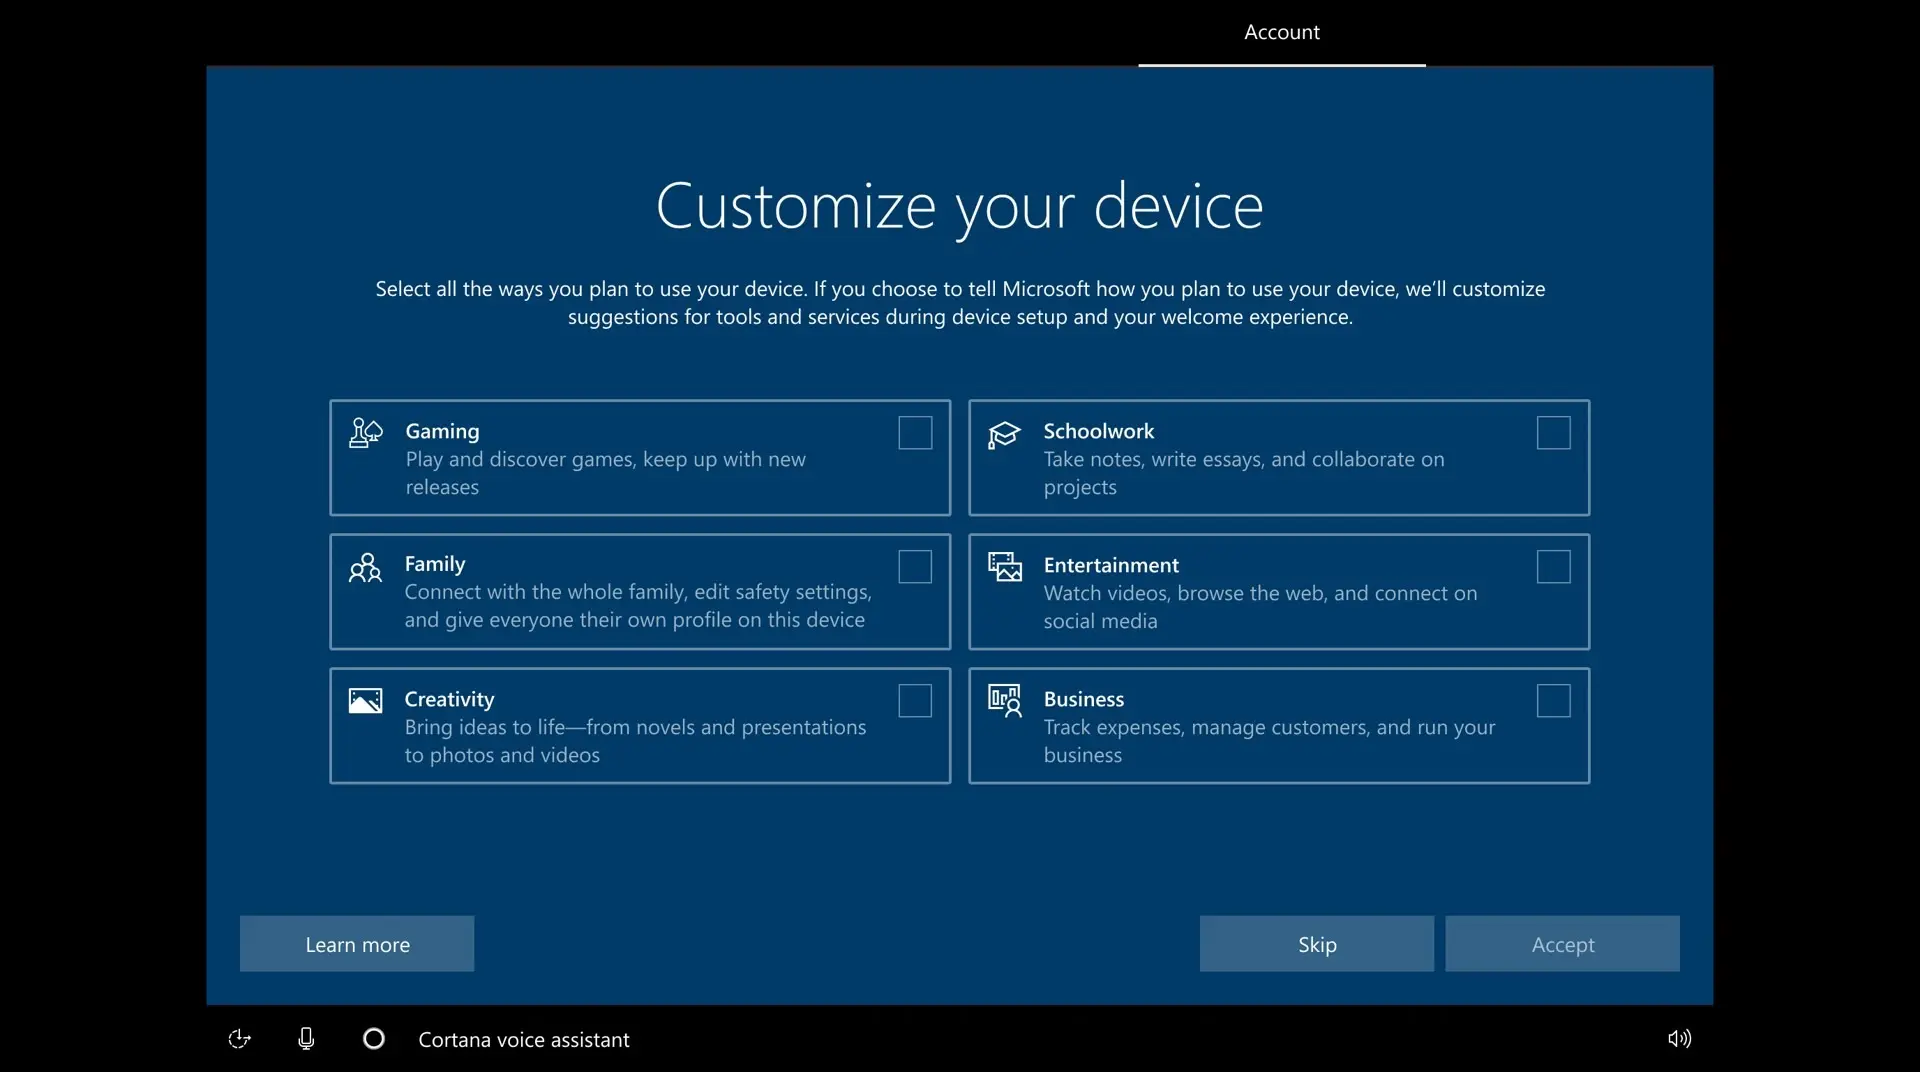 Account
Customize your device
Select all the ways you plan to use your device. If you choose to tell Microsoft how you plan to use your device, we’ll customize
suggestions for tools and services during device setup and your welcome experience.
Gaming
Play and discover games, keep up with new
releases
Schoolwork
Take notes, write essays, and collaborate on
projects
Family
Connect with the whole family, edit safety settings,
and give everyone their own profile on this device
Entertainment
Watch videos, browse the web, and connect on
social media
Creativity
Bring ideas to life—from novels and presentations
to photos and videos
Business
Track expenses, manage customers, and run your
business
Learn more
Skip
Accept
Cortana voice assistant